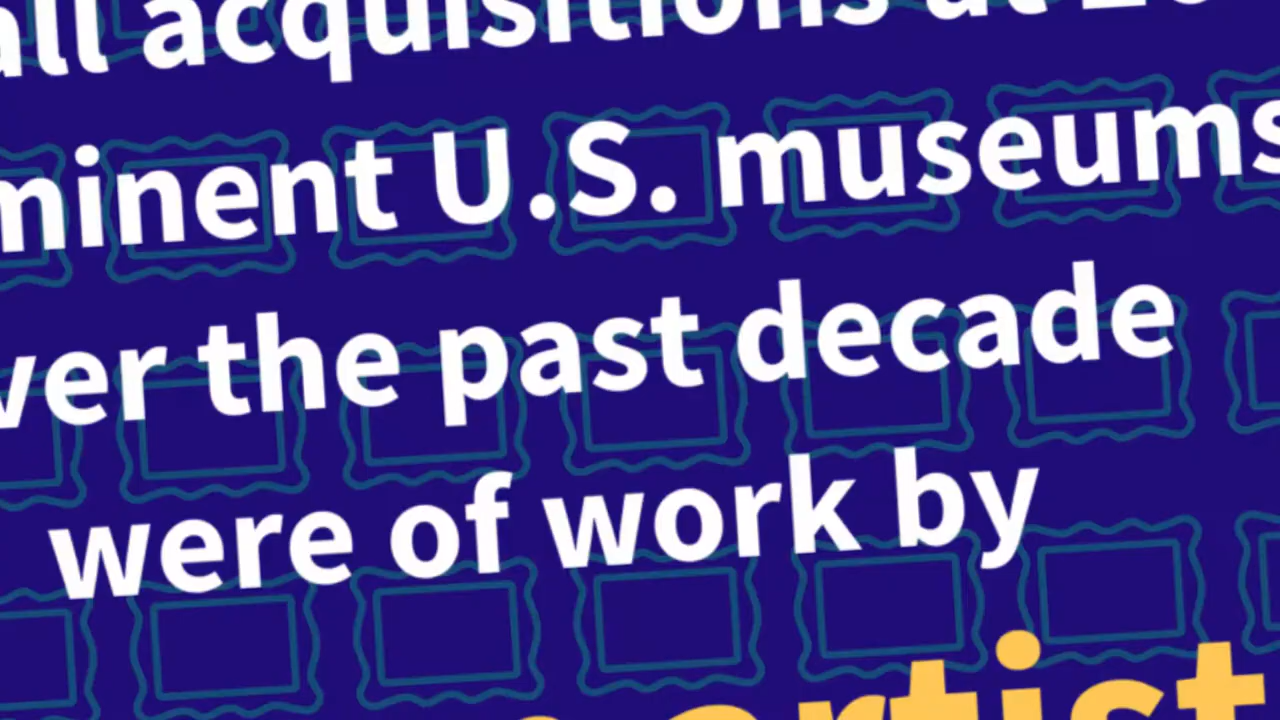 all acquisitions at
minent U.S. museums
ver the past decade
were of work by
artist